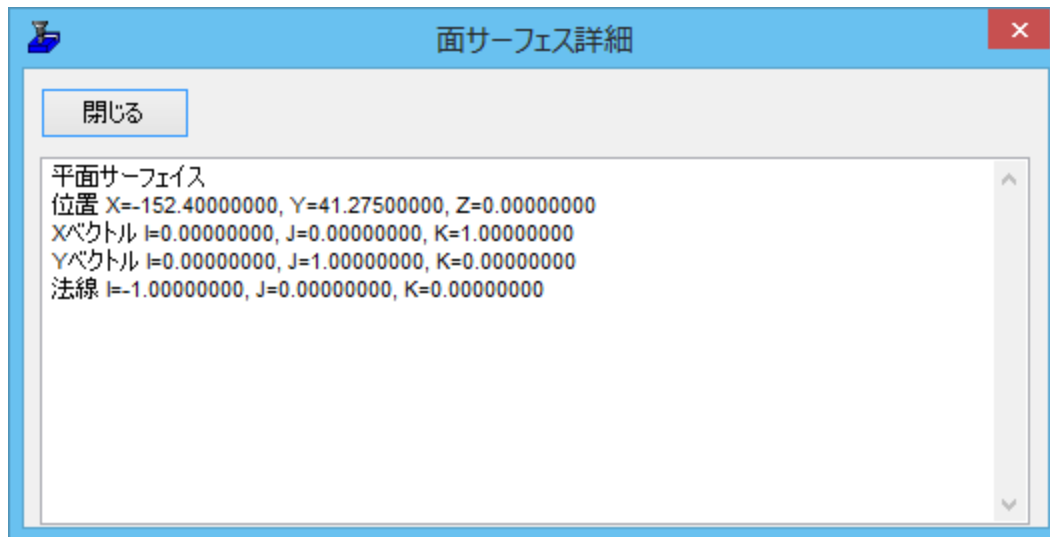 面サーフェス詳細
閉じる
平面サーフェイス
位置 X=-152.40000000, Y=41.27500000, Z=0.00000000
Xベクトル I=0.00000000, J=0.00000000, K=1.00000000
Yベクトル I=0.00000000, J=1.00000000, K=0.00000000
法線 I=-1.00000000, J=0.00000000, K=0.00000000